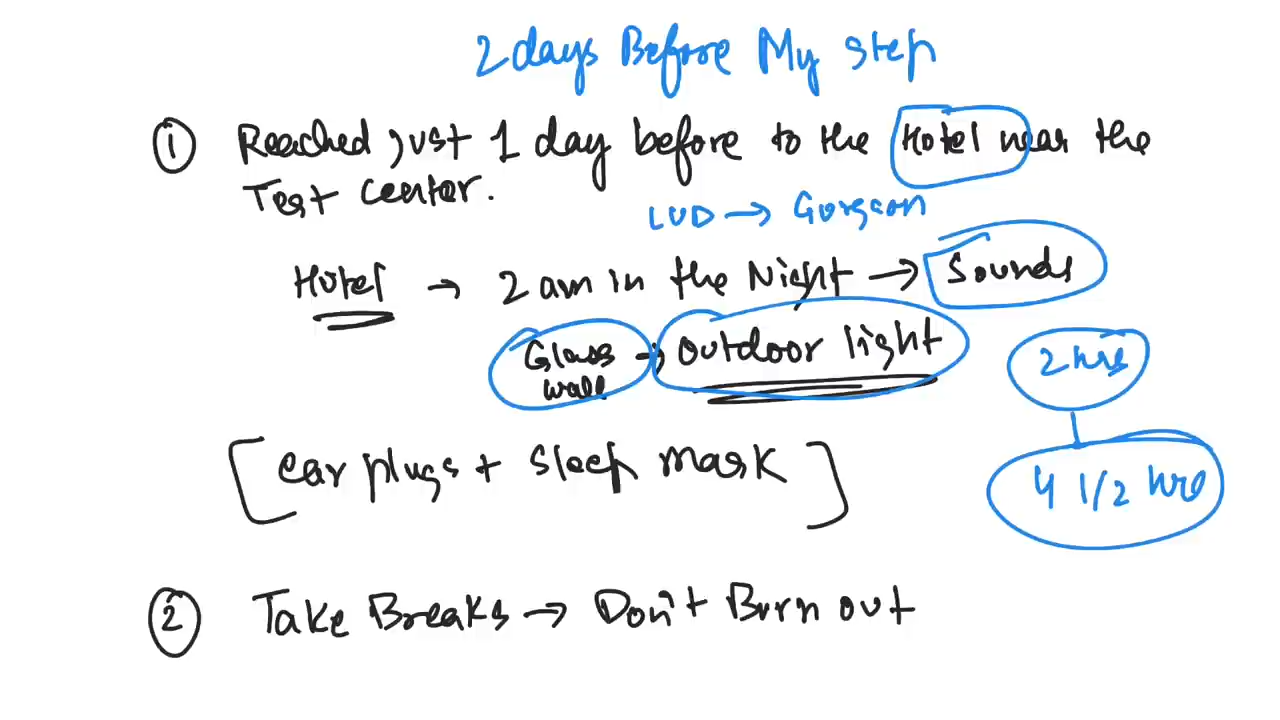 2 days Before My step
① Reached just 1 day before to the Hotel near the
Test center.
LUD → Gurgaon
Hotel → 2 am in the Night → Sounds
Glass wall → outdoor light
2 hrs
4 1/2 hrs
[ear plugs + sleep mask]
② Take Breaks → Don't Burn out